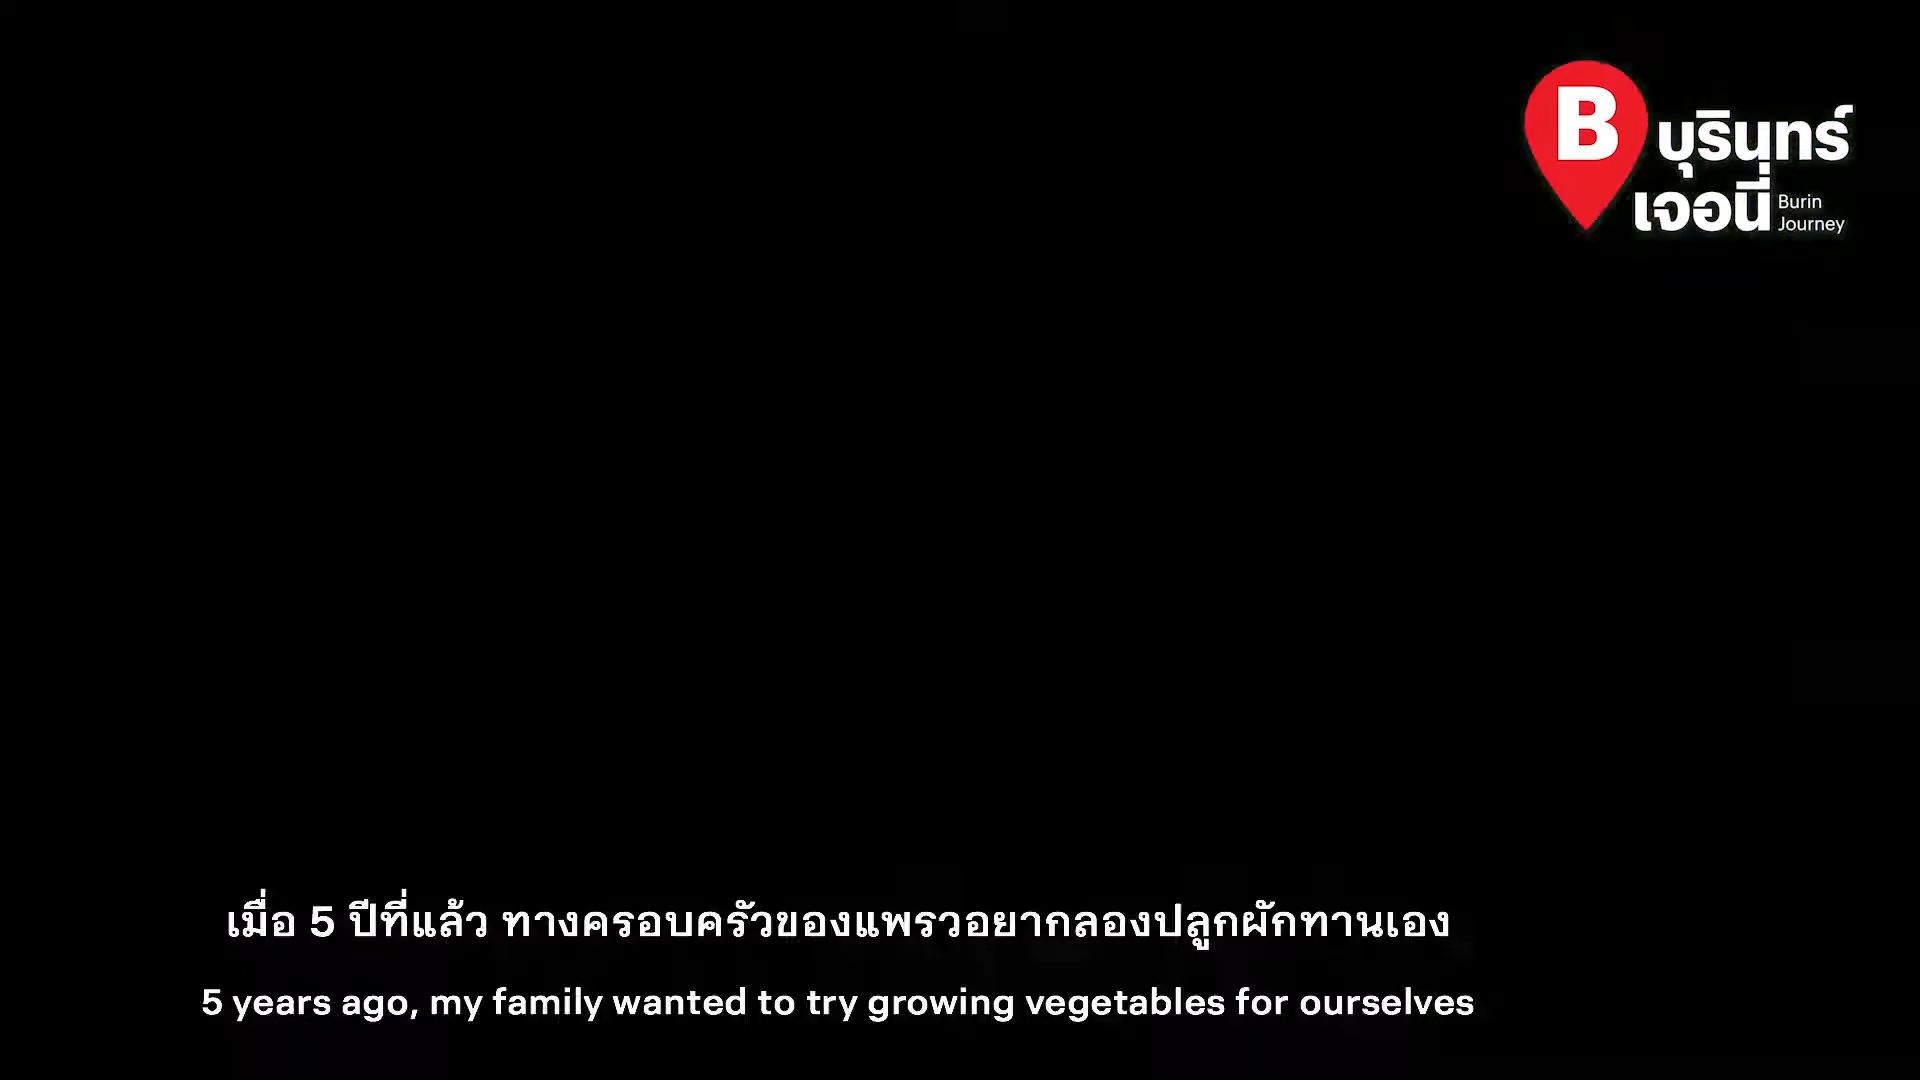 B บุรินทร์
เจอนี่ Burin
Journey
เมื่อ 5 ปีที่แล้ว ทางครอบครัวของแพรวอยากลองปลูกผักทานเอง
5 years ago, my family wanted to try growing vegetables for ourselves